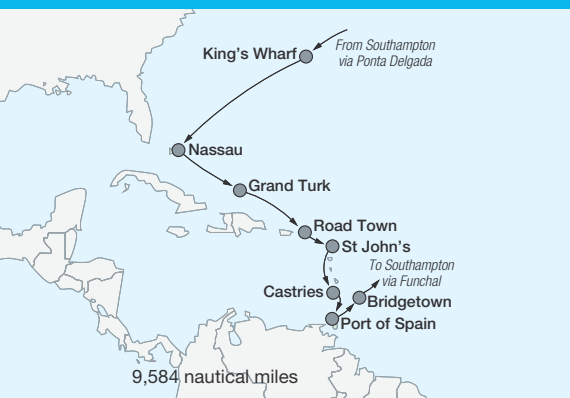 King's Wharf
From Southampton
via Ponta Delgada
Nassau
Grand Turk
Road Town
St John's
To Southampton
via Funchal
Castries
Bridgetown
Port of Spain
9,584 nautical miles